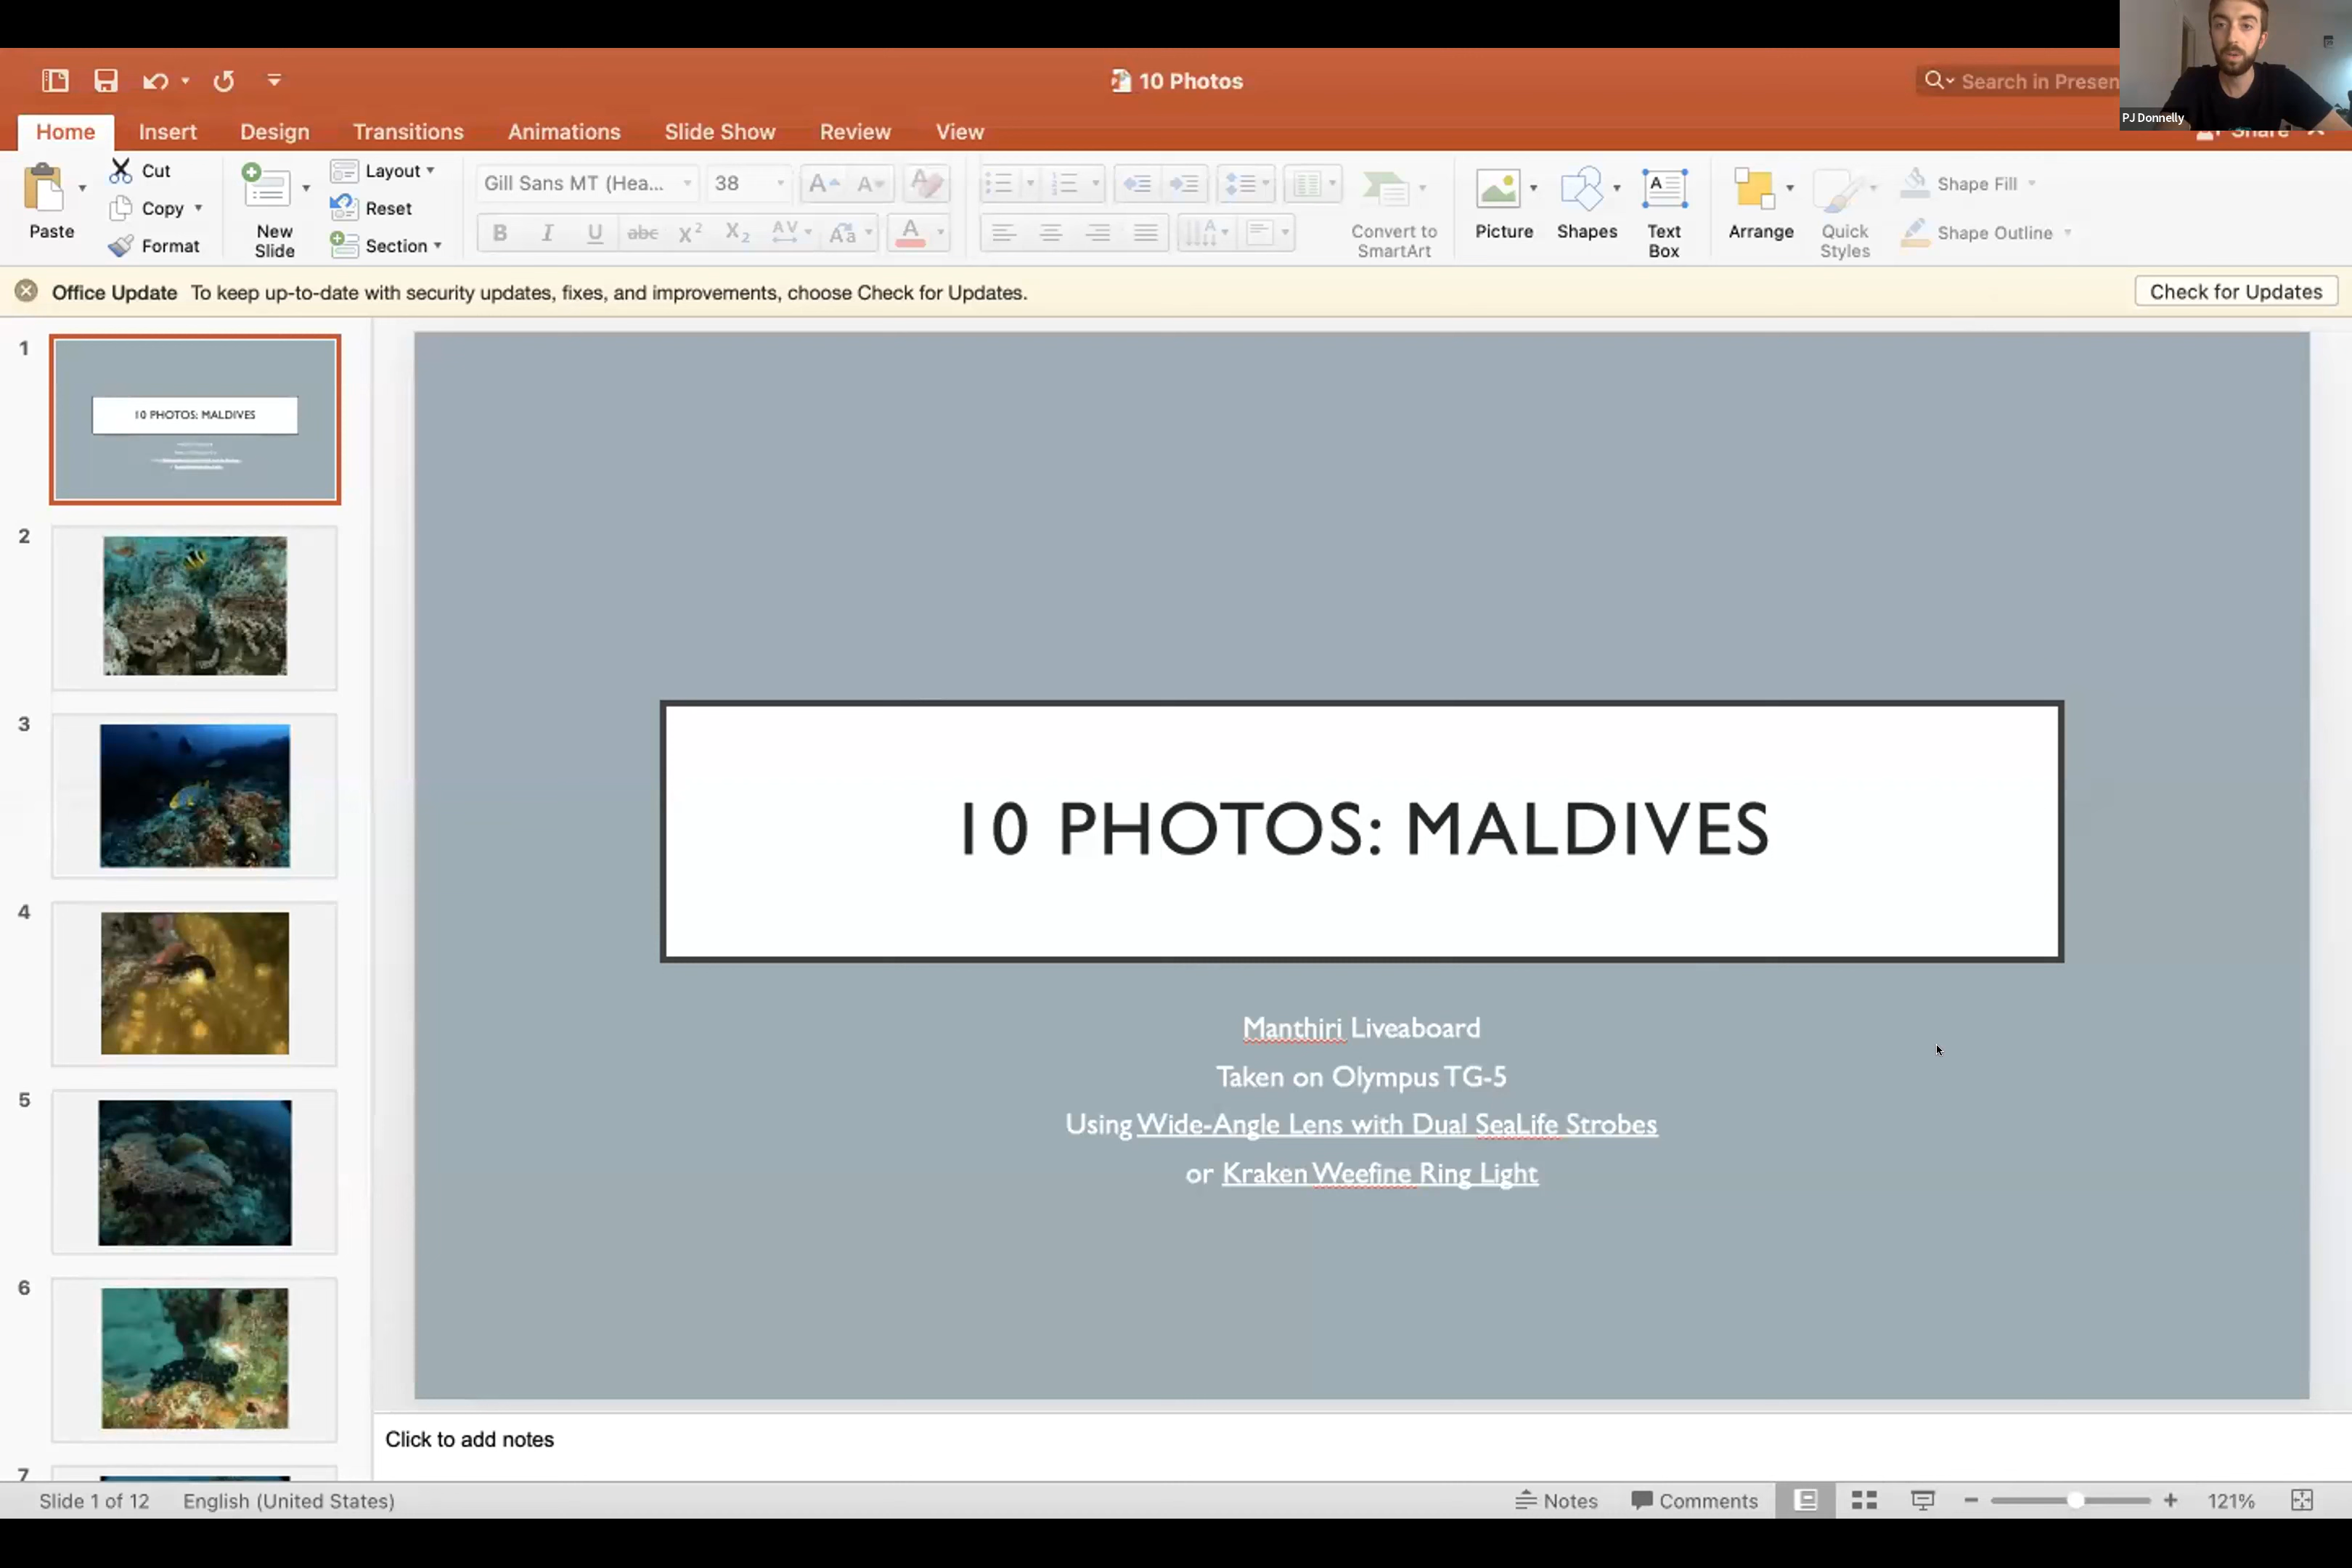 10 Photos
Search in Presen
PJ Donnelly
Home
Insert
Design
Transitions
Animations
Slide Show
Review
View
Share
Paste
Cut
Copy
Format
New
Slide
Layout
Reset
Section
Gill Sans MT (Hea...
38
Convert to
SmartArt
Picture
Shapes
Text
Box
Arrange
Quick
Styles
Shape Fill
Shape Outline
Office Update To keep up-to-date with security updates, fixes, and improvements, choose Check for Updates.
Check for Updates
1
10 PHOTOS: MALDIVES
2
3
4
5
6
7
10 PHOTOS: MALDIVES
Manthiri Liveaboard
Taken on Olympus TG-5
Using Wide-Angle Lens with Dual SeaLife Strobes
or Kraken Weefine Ring Light
Click to add notes
Slide 1 of 12
English (United States)
Notes
Comments
121%